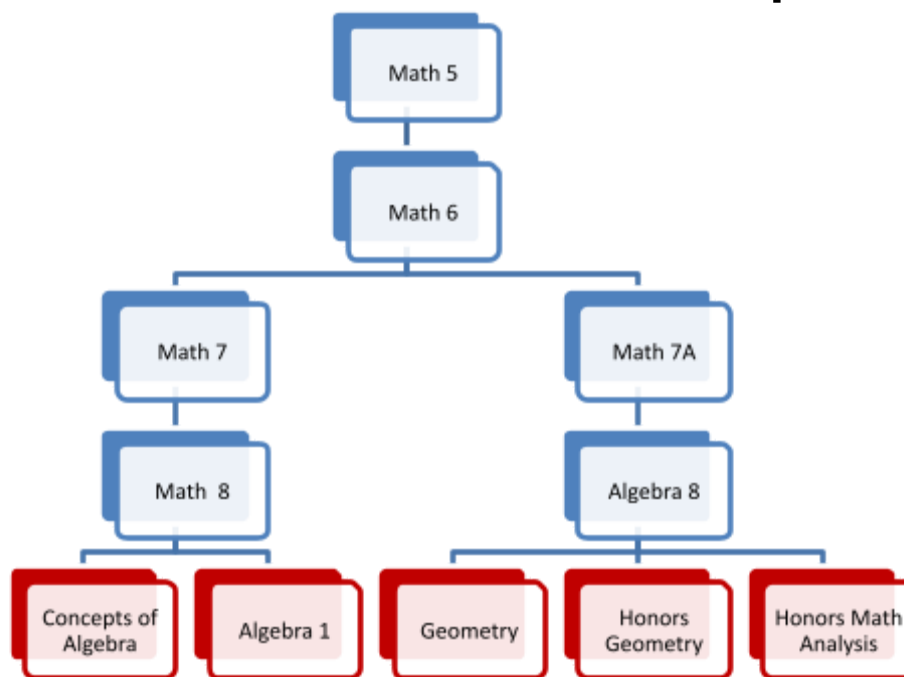 Math 5
Math 6
Math 7
Math 7A
Math 8
Algebra 8
Concepts of
Algebra
Algebra 1
Geometry
Honors
Geometry
Honors Math
Analysis